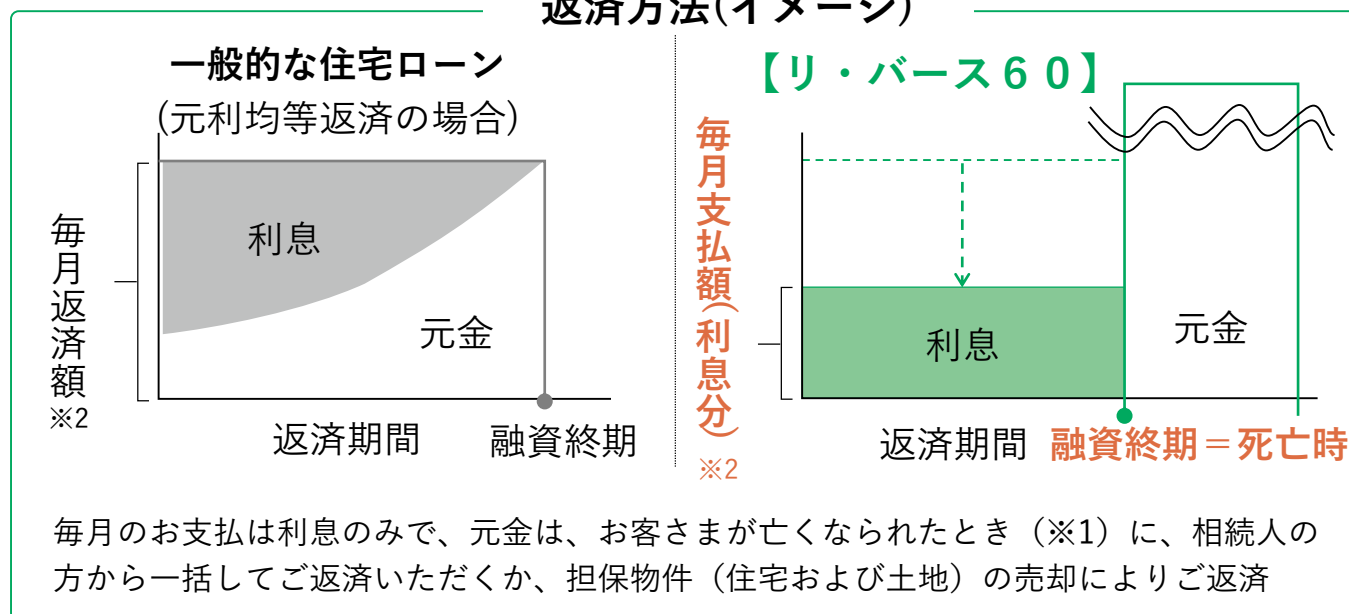 返済方法(イメージ)
一般的な住宅ローン
(元利均等返済の場合)
毎月返済額
※2
利息
元金
返済期間
融資終期
【リ・バース６０】
毎月支払額(利息分)
※2
利息
元金
返済期間
融資終期＝死亡時
毎月のお支払は利息のみで、元金は、お客さまが亡くなられたとき（※1）に、相続人の
方から一括してご返済いただくか、担保物件（住宅および土地）の売却によりご返済